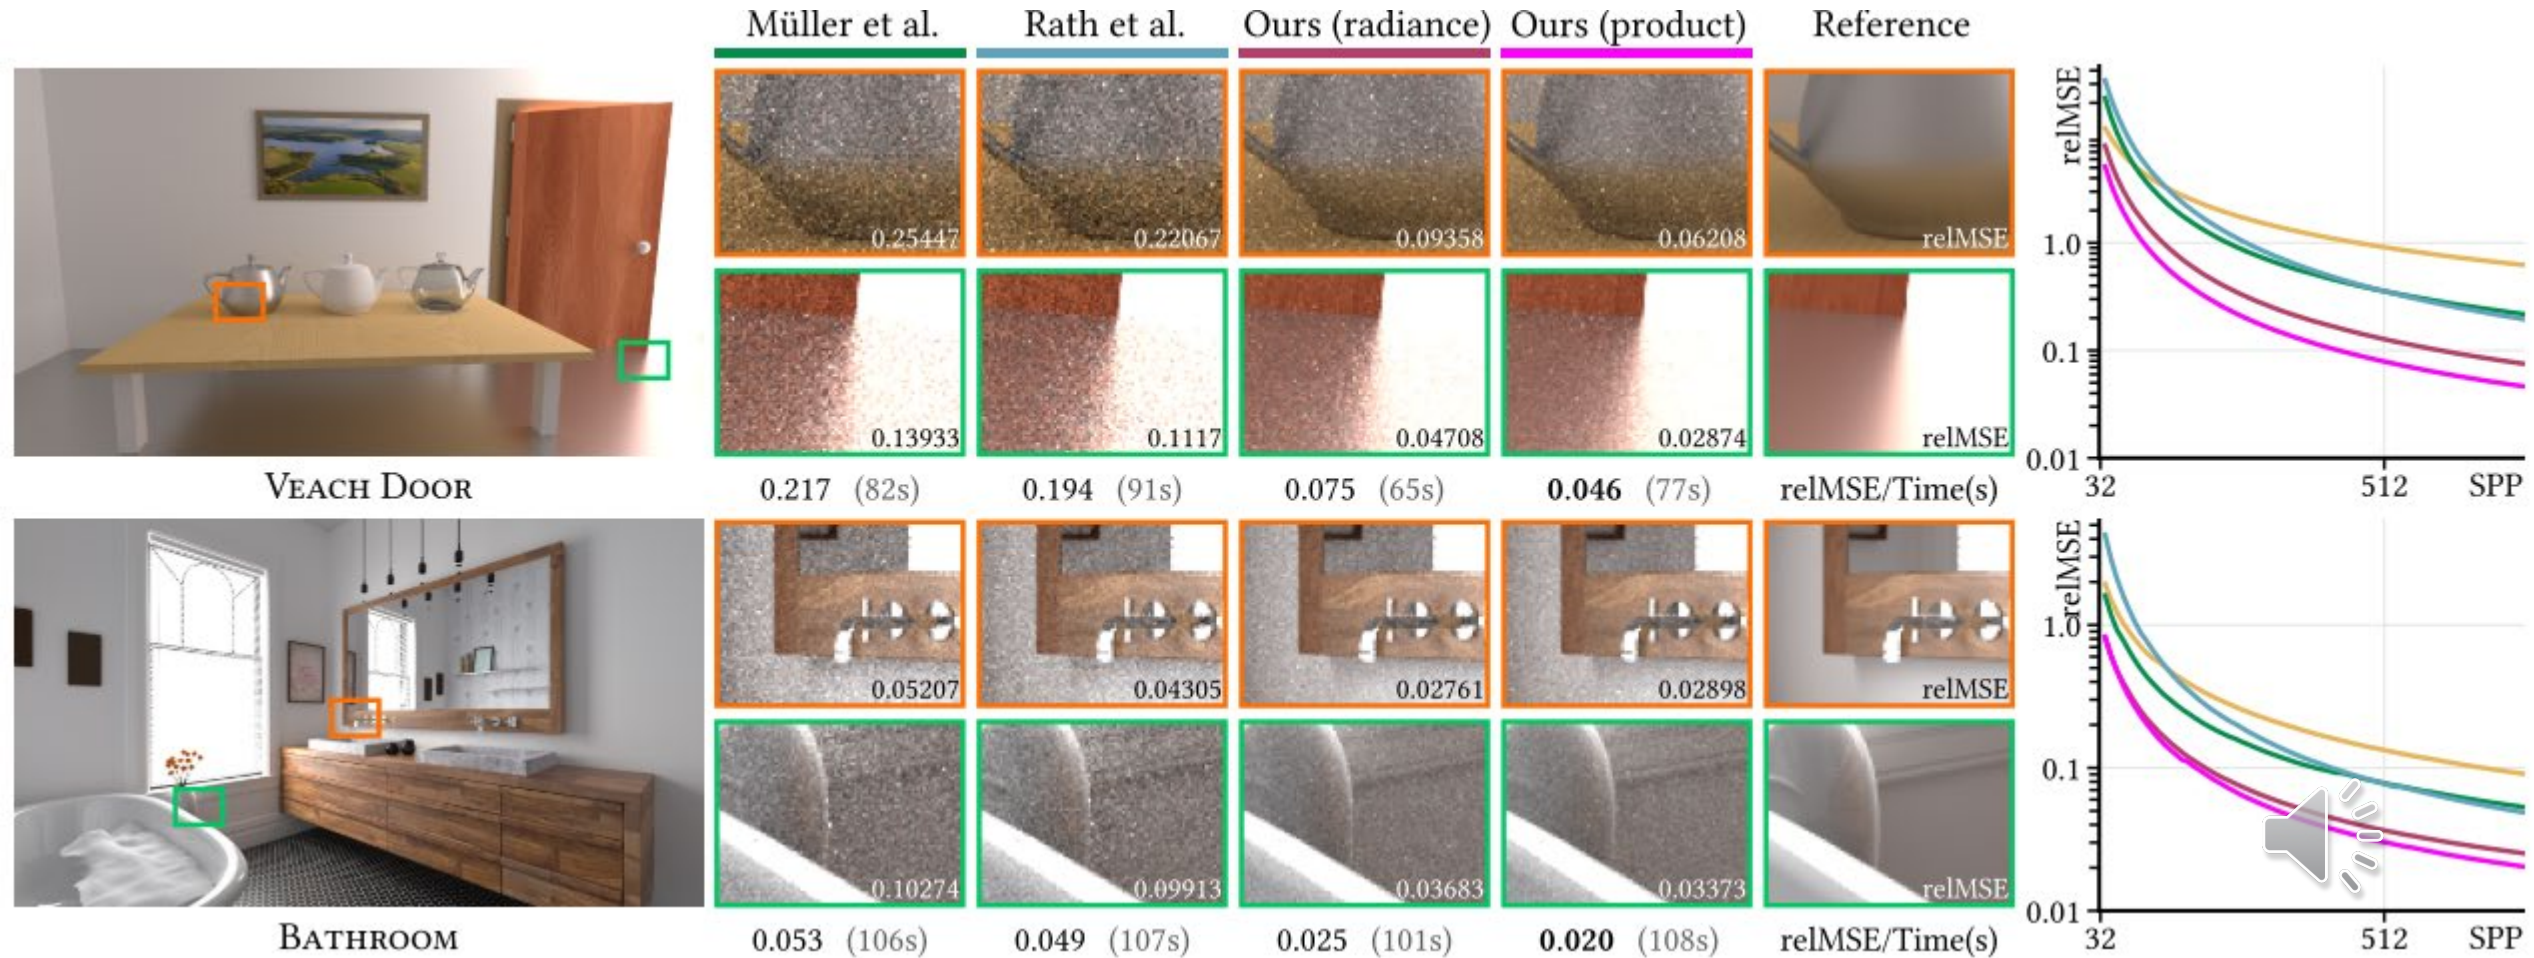 Müller et al. Rath et al. Ours (radiance) Ours (product) Reference
0.25447 0.22067 0.09358 0.06208 relMSE
0.13933 0.1117 0.04708 0.02874 relMSE
VEACH DOOR
0.217 (82s) 0.194 (91s) 0.075 (65s) 0.046 (77s) relMSE/Time(s)
relMSE
1.0
0.1
0.01
32 512 SPP
0.05207 0.04305 0.02761 0.02898 relMSE
0.10274 0.09913 0.03683 0.03373 relMSE
BATHROOM
0.053 (106s) 0.049 (107s) 0.025 (101s) 0.020 (108s) relMSE/Time(s)
relMSE
1.0
0.1
0.01
32 512 SPP